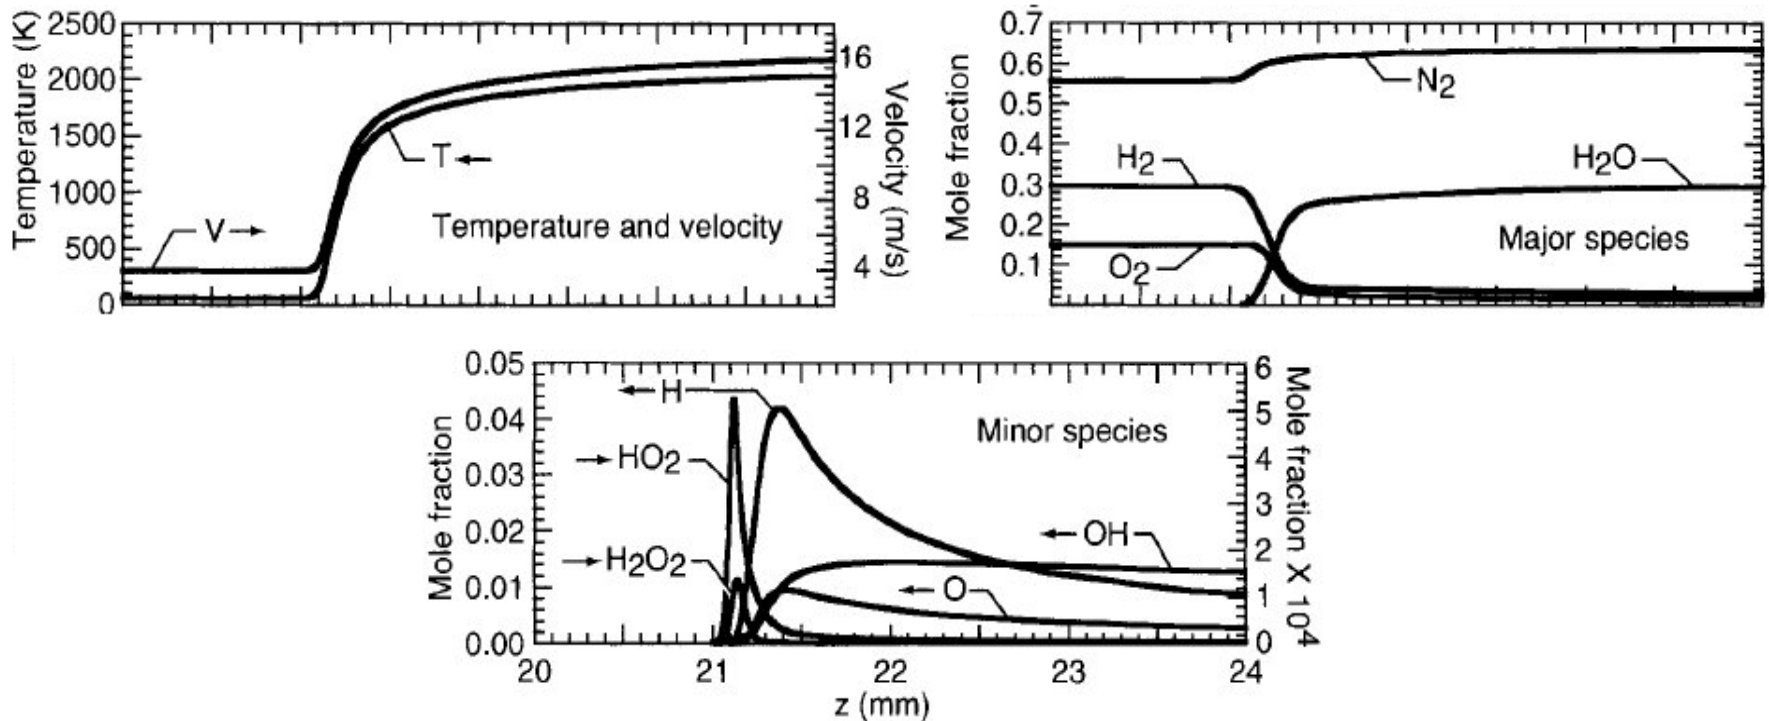 Temperature (K)
2500
2000
1500
1000
500
0
V
T
Temperature and velocity
16
12
8
4
Velocity (m/s)
Mole fraction
0.7
0.6
0.5
0.4
0.3
0.2
0.1
N2
H2
H2O
O2
Major species
Mole fraction
0.05
0.04
0.03
0.02
0.01
0.00
H
HO2
H2O2
Minor species
OH
O
6
5
4
3
2
1
0
Mole fraction X 104
20
21
22
23
24
z (mm)